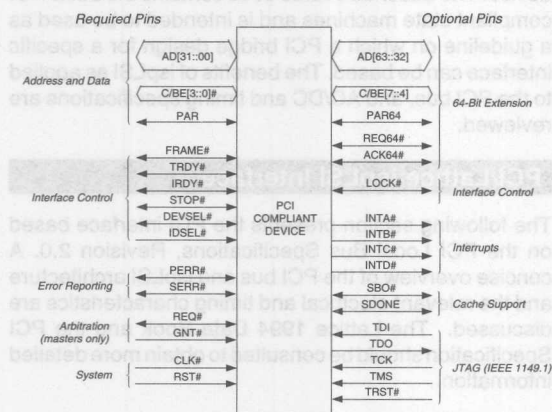 Required Pins
Optional Pins
Address and Data
AD[31::00]
C/BE[3::0]#
PAR
AD[63::32]
C/BE[7::4]
PAR64
REQ64#
ACK64#
64-Bit Extension
Interface Control
FRAME#
TRDY#
IRDY#
STOP#
DEVSEL#
IDSEL#
PCI
COMPLIANT
DEVICE
LOCK#
Interface Control
INTA#
INTB#
INTC#
INTD#
Interrupts
Error Reporting
PERR#
SERR#
SBO#
SDONE
Cache Support
Arbitration
(masters only)
REQ#
GNT#
System
CLK#
RST#
TDI
TDO
TCK
TMS
TRST#
JTAG (IEEE 1149.1)